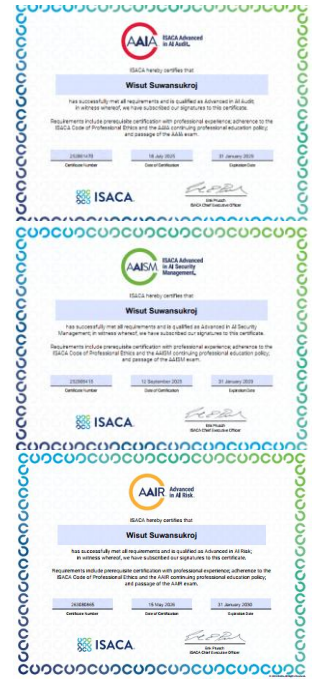 AAIA ISACA Advanced
in AI Audit
ISACA hereby certifies that
Wisut Suwansukroj
has successfully met all requirements and is qualified as Advanced in AI Audit;
in witness whereof, we have subscribed our signatures to this certificate.
Requirements include prerequisite certification with professional experience; adherence to the
ISACA Code of Professional Ethics and the AAIA continuing professional education policy;
and passage of the AAIA exam.
Certificate Number Date of Certification Expiration Date
ISACA.
Erik Prusch
ISACA Chief Executive Officer
AAISM ISACA Advanced
in AI Security
Management
ISACA hereby certifies that
Wisut Suwansukroj
has successfully met all requirements and is qualified as Advanced in AI Security
Management; in witness whereof, we have subscribed our signatures to this certificate.
Requirements include prerequisite certification with professional experience; adherence to the
ISACA Code of Professional Ethics and the AAISM continuing professional education policy;
and passage of the AAISM exam.
12 September 2025
Certificate Number Date of Certification Expiration Date
ISACA.
Erik Prusch
ISACA Chief Executive Officer
AAIR Advanced
in AI Risk.
ISACA hereby certifies that
Wisut Suwansukroj
has successfully met all requirements and is qualified as Advanced in AI Risk;
in witness whereof, we have subscribed our signatures to this certificate.
Requirements include prerequisite certification with professional experience; adherence to the
ISACA Code of Professional Ethics and the AAIR continuing professional education policy;
and passage of the AAIR exam.
Certificate Number Date of Certification Expiration Date
ISACA.
Erik Prusch
ISACA Chief Executive Officer